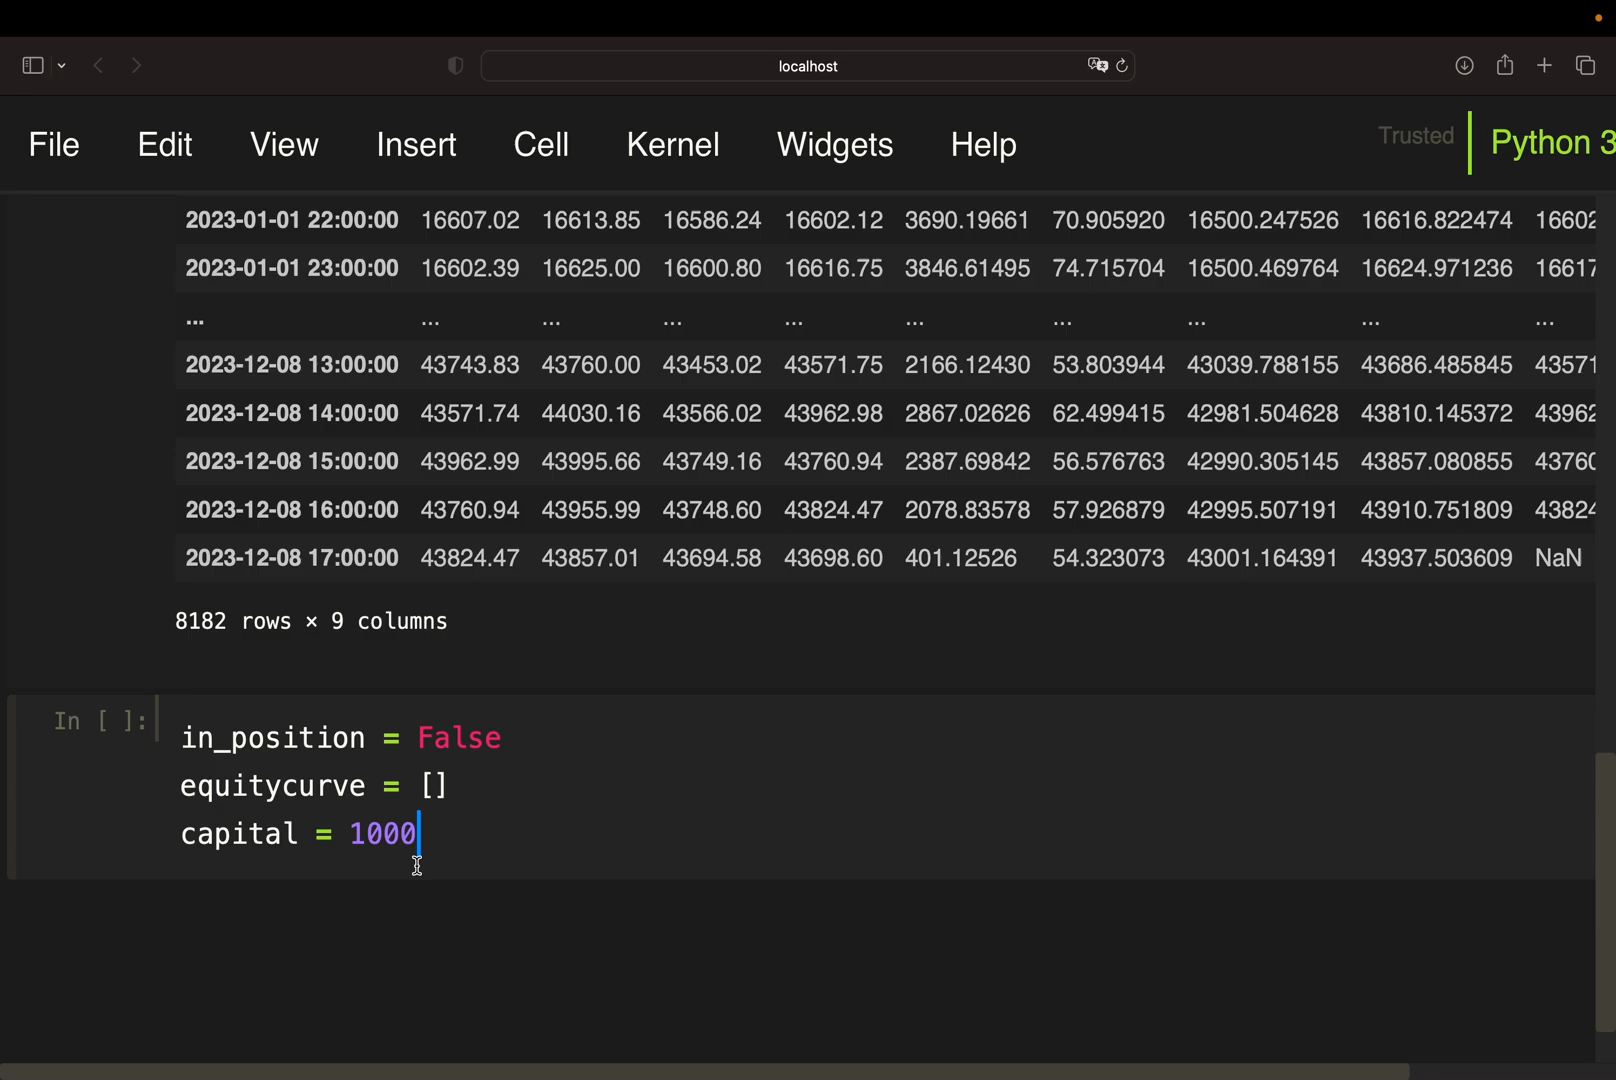 localhost
File Edit View Insert Cell Kernel Widgets Help Trusted Python 3
2023-01-01 22:00:00 16607.02 16613.85 16586.24 16602.12 3690.19661 70.905920 16500.247526 16616.822474 16602
2023-01-01 23:00:00 16602.39 16625.00 16600.80 16616.75 3846.61495 74.715704 16500.469764 16624.971236 16617
... ... ... ... ... ... ... ... ... ...
2023-12-08 13:00:00 43743.83 43760.00 43453.02 43571.75 2166.12430 53.803944 43039.788155 43686.485845 43571
2023-12-08 14:00:00 43571.74 44030.16 43566.02 43962.98 2867.02626 62.499415 42981.504628 43810.145372 43962
2023-12-08 15:00:00 43962.99 43995.66 43749.16 43760.94 2387.69842 56.576763 42990.305145 43857.080855 43760
2023-12-08 16:00:00 43760.94 43955.99 43748.60 43824.47 2078.83578 57.926879 42995.507191 43910.751809 43824
2023-12-08 17:00:00 43824.47 43857.01 43694.58 43698.60 401.12526 54.323073 43001.164391 43937.503609 NaN
8182 rows × 9 columns
In [ ]:
in_position = False
equitycurve = []
capital = 1000